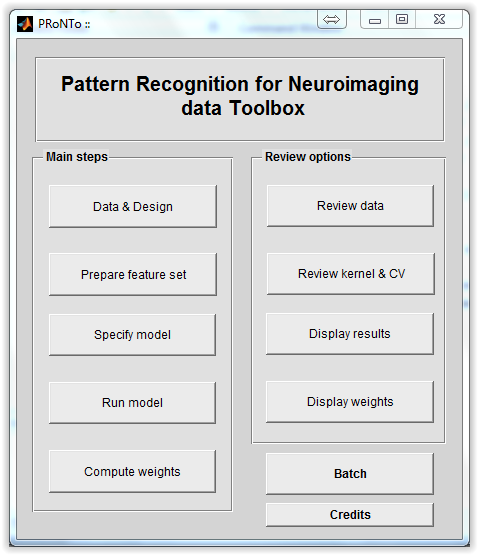 PRoNTo ::
Pattern Recognition for Neuroimaging
data Toolbox
Main steps
Data & Design
Prepare feature set
Specify model
Run model
Compute weights
Review options
Review data
Review kernel & CV
Display results
Display weights
Batch
Credits